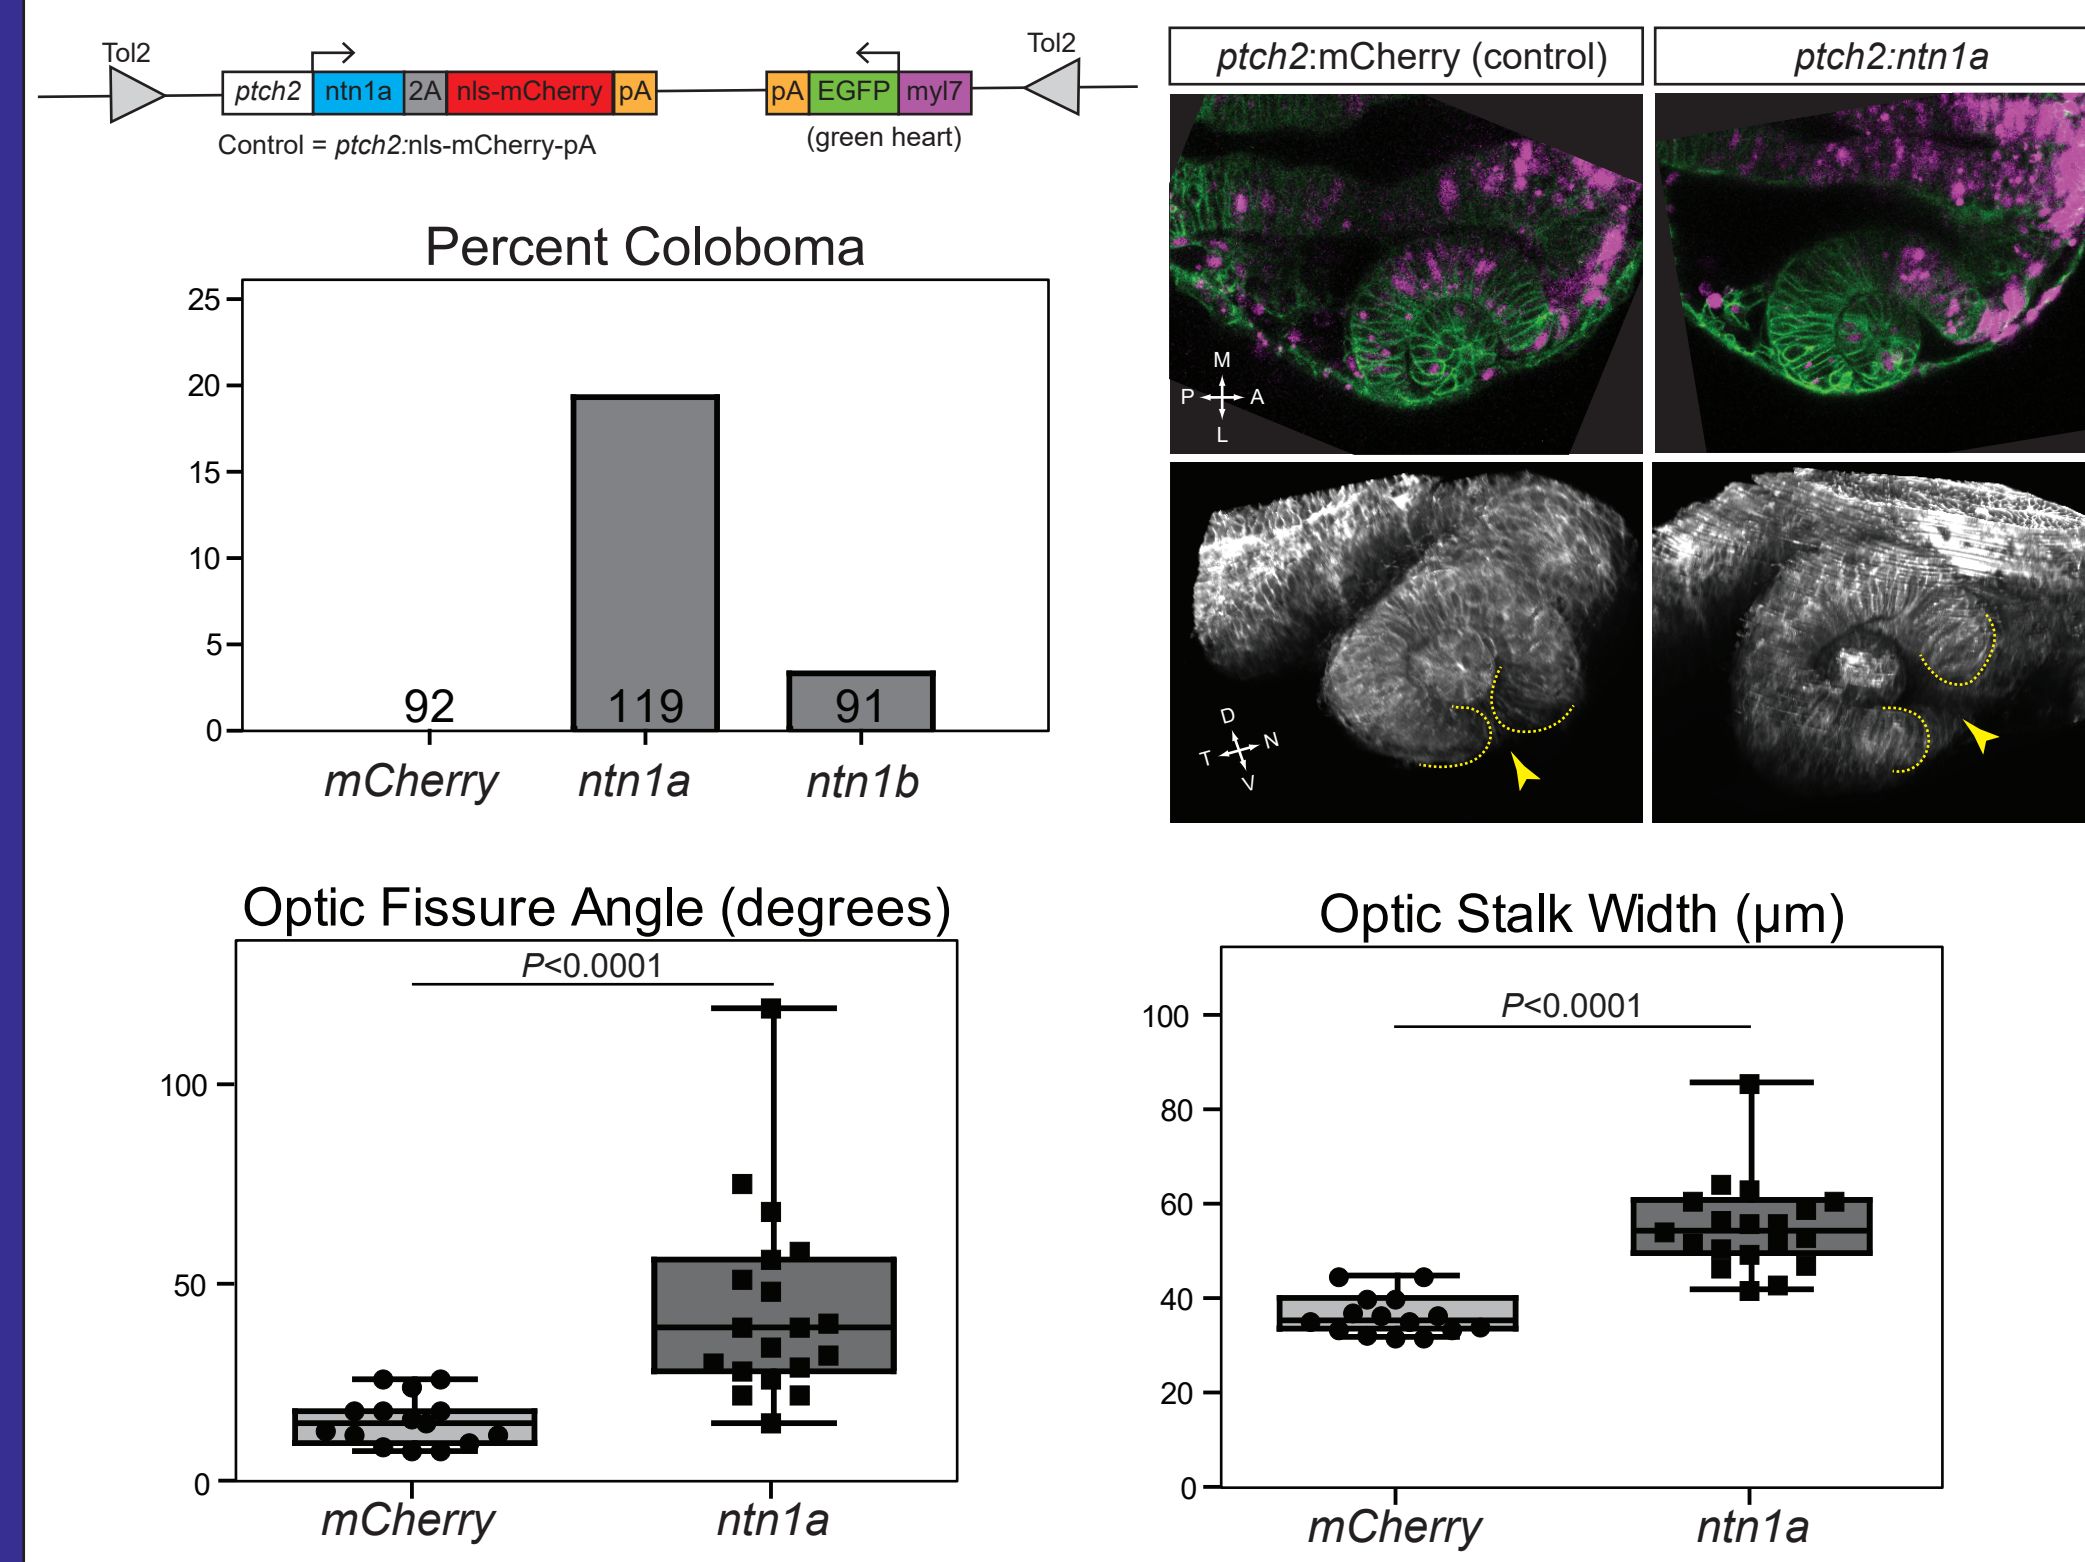 Tol2
Tol2
ptch2 ntn1a 2A nls-mCherry pA
pA EGFP myl7
Control = ptch2:nls-mCherry-pA
(green heart)
ptch2:mCherry (control)
ptch2:ntn1a
M
P A
L
D
T N
V
Percent Coloboma
25
20
15
10
5
0
92 119 91
mCherry ntn1a ntn1b
Optic Fissure Angle (degrees)
P<0.0001
100
50
0
mCherry ntn1a
Optic Stalk Width (µm)
P<0.0001
100
80
60
40
20
0
mCherry ntn1a